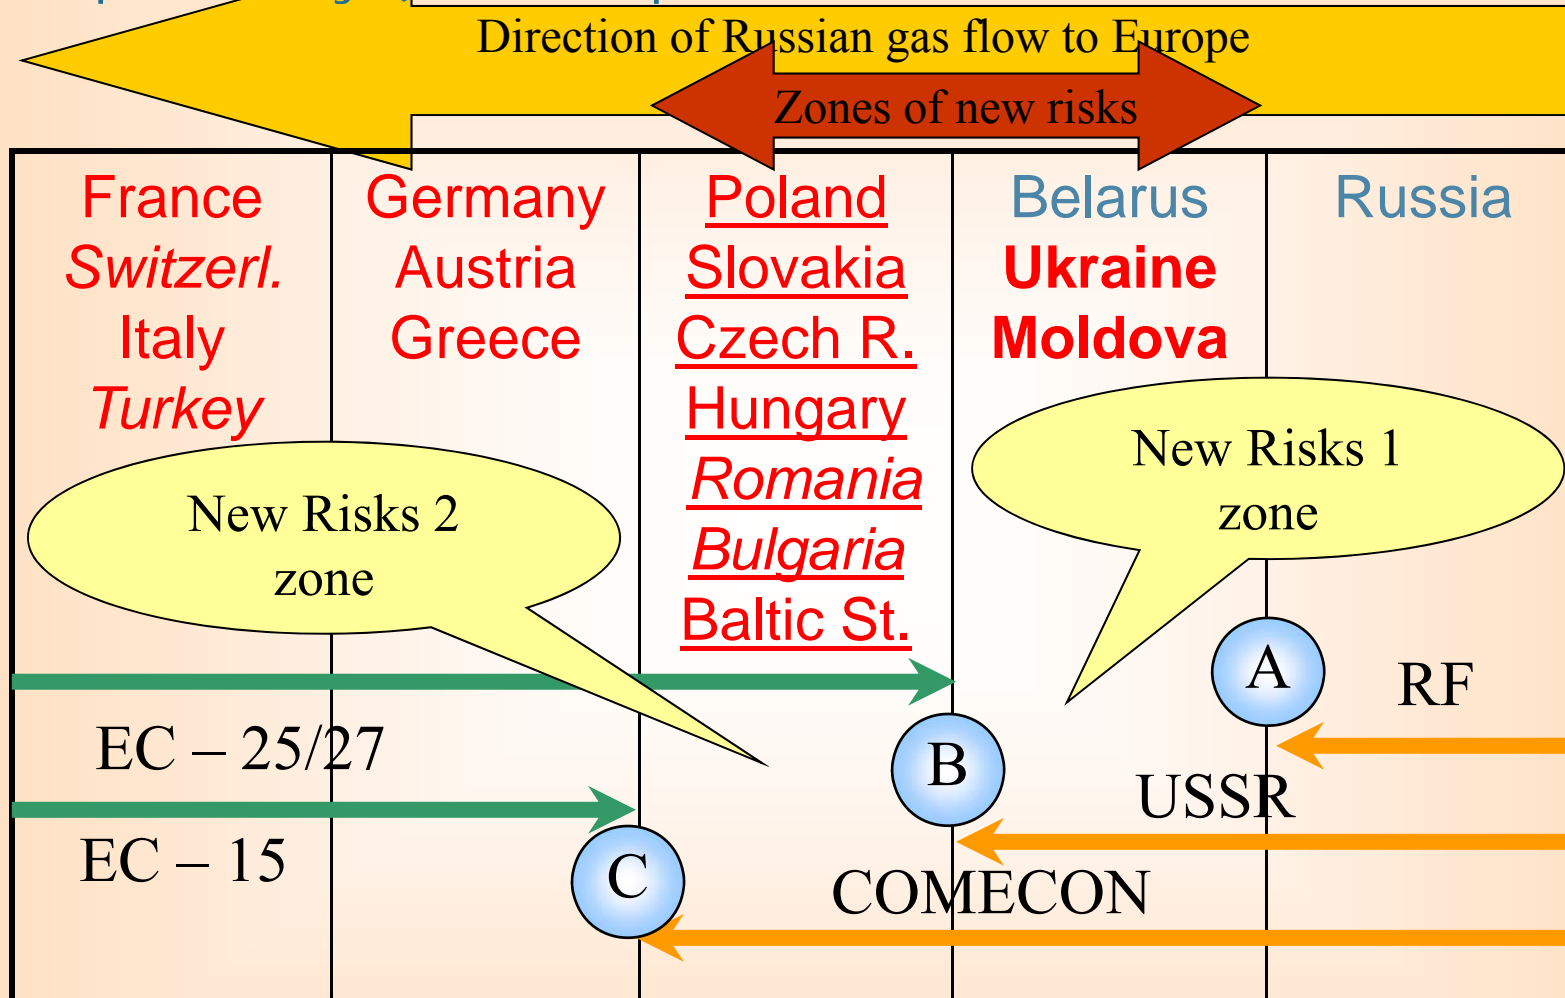 Direction of Russian gas flow to Europe
Zones of new risks
France
Switzerl.
Italy
Turkey
Germany
Austria
Greece
Poland
Slovakia
Czech R.
Hungary
Romania
Bulgaria
Baltic St.
Belarus
Ukraine
Moldova
Russia
New Risks 2
zone
New Risks 1
zone
A
RF
EC – 25/27
B
USSR
EC – 15
C
COMECON